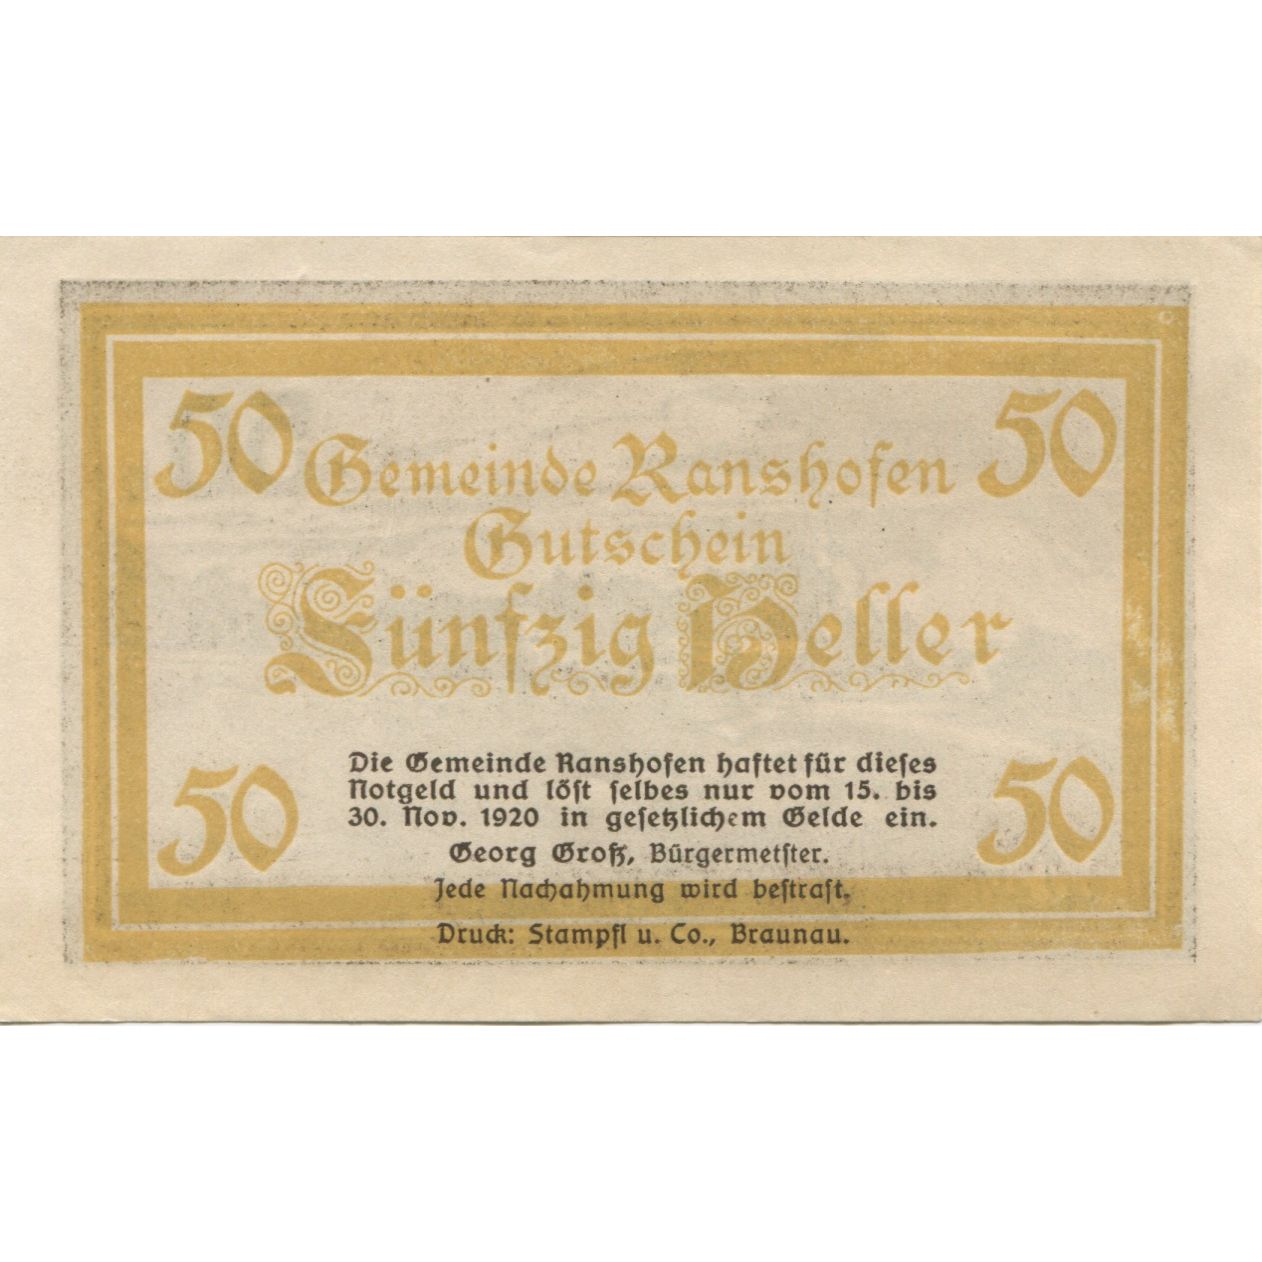 50 50
Gemeinde Ranshofen
Gutschein
Fünfzig Heller
Die Gemeinde Ranshofen haftet für dieses
Notgeld und löst selbes nur vom 15. bis
30. Nov. 1920 in gesetzlichem Gelde ein.
50 50
Georg Groß, Bürgermeister.
Jede Nachahmung wird bestraft.
Druck: Stampfl u. Co., Braunau.